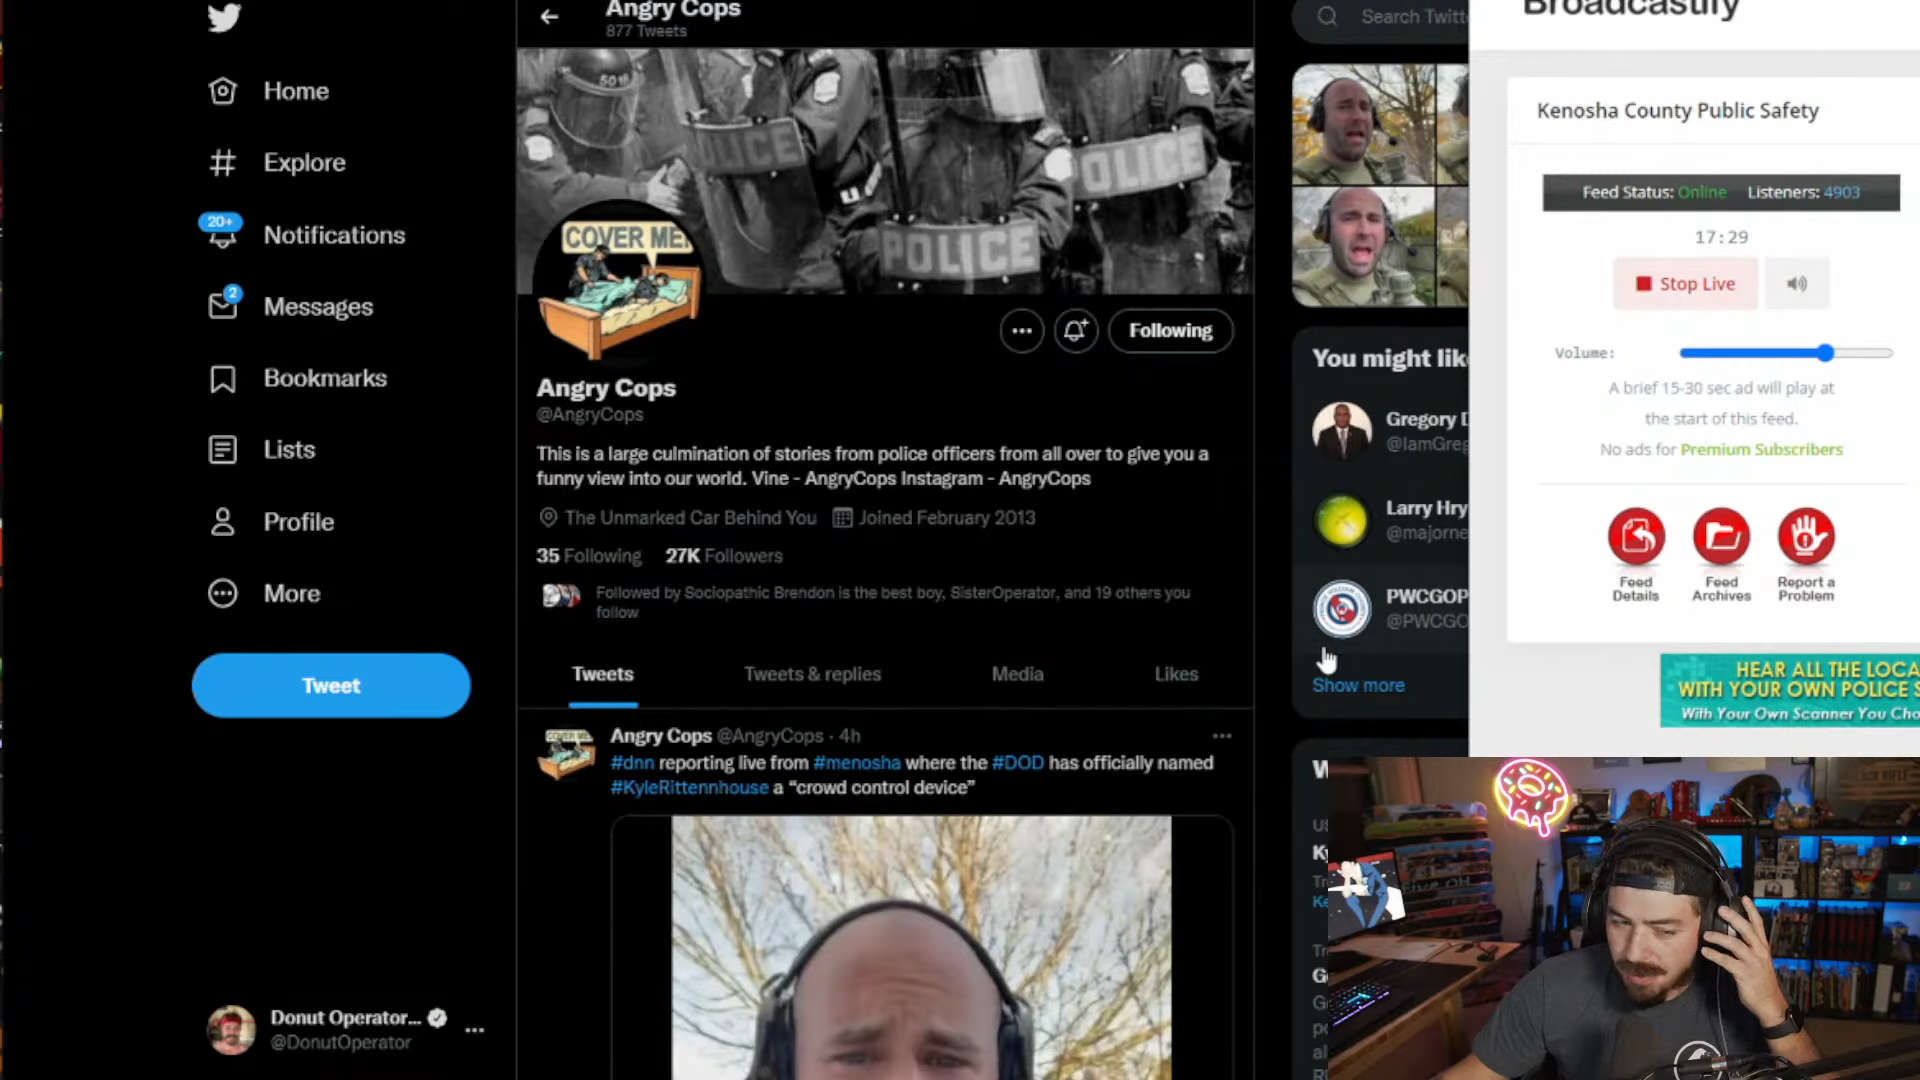 Home
Explore
20+
Notifications
2
Messages
Bookmarks
Lists
Profile
More
Tweet
Donut Operator...
@DonutOperator
Angry Cops
877 Tweets
POLICE
POLICE
POLICE
COVER ME!
Following
Angry Cops
@AngryCops
This is a large culmination of stories from police officers from all over to give you a
funny view into our world. Vine - AngryCops Instagram - AngryCops
The Unmarked Car Behind You Joined February 2013
35 Following 27K Followers
Followed by Sociopathic Brendon is the best boy, SisterOperator, and 19 others you
follow
Tweets Tweets & replies Media Likes
Angry Cops @AngryCops · 4h
#dnn reporting live from #menosha where the #DOD has officially named
#KyleRittennhouse a “crowd control device”
Search Twitt
You might lik
Gregory D
@IamGreg
Larry Hry
@majorne
PWCGOP
@PWCGO
Show more
Broadcastify
Kenosha County Public Safety
Feed Status: Online Listeners: 4903
17:29
Stop Live
Volume:
A brief 15-30 sec ad will play at
the start of this feed.
No ads for Premium Subscribers
Feed Details
Feed Archives
Report a Problem
HEAR ALL THE LOCA
WITH YOUR OWN POLICE S
With Your Own Scanner You Cho